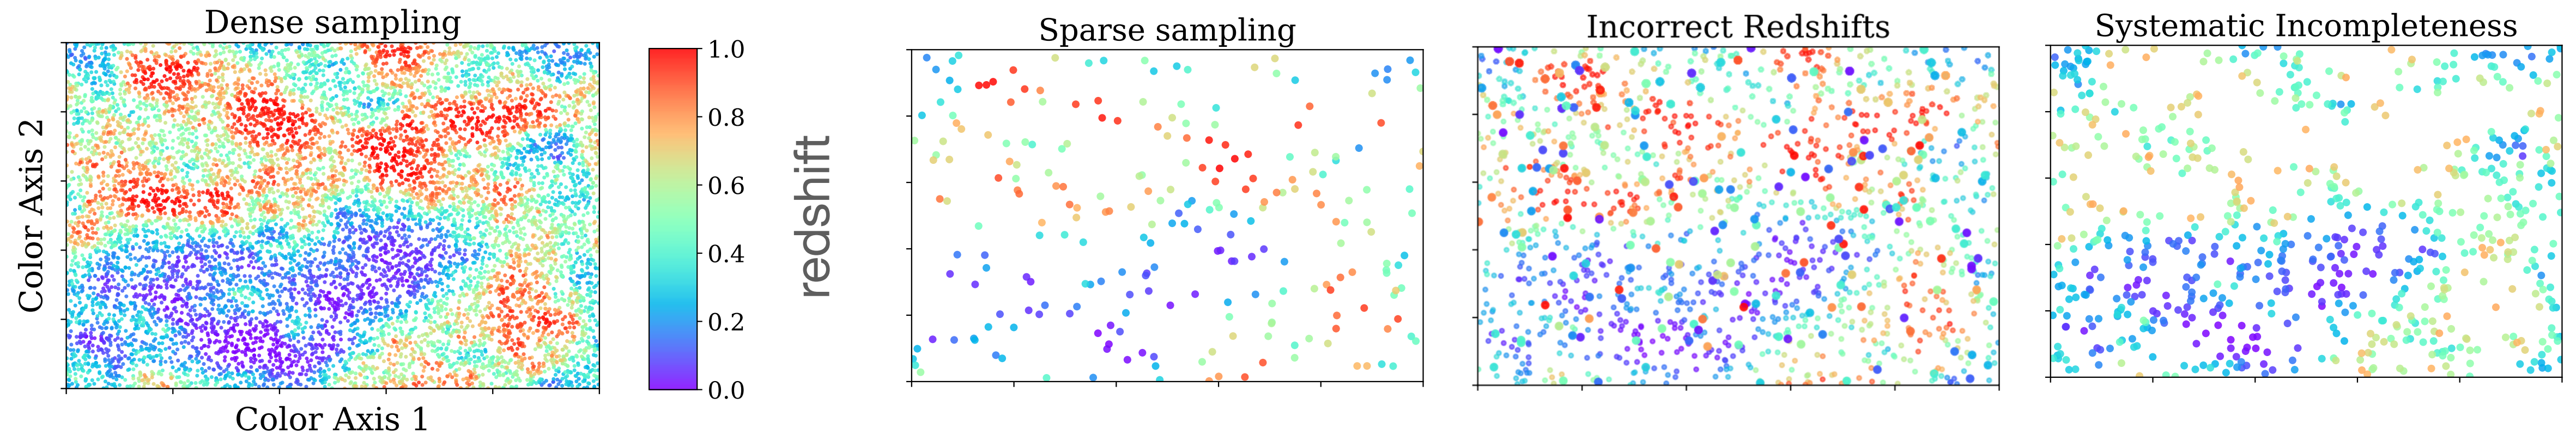 Dense sampling
Color Axis 2
Color Axis 1
1.0
0.8
0.6
0.4
0.2
0.0
redshift
Sparse sampling
Incorrect Redshifts
Systematic Incompleteness